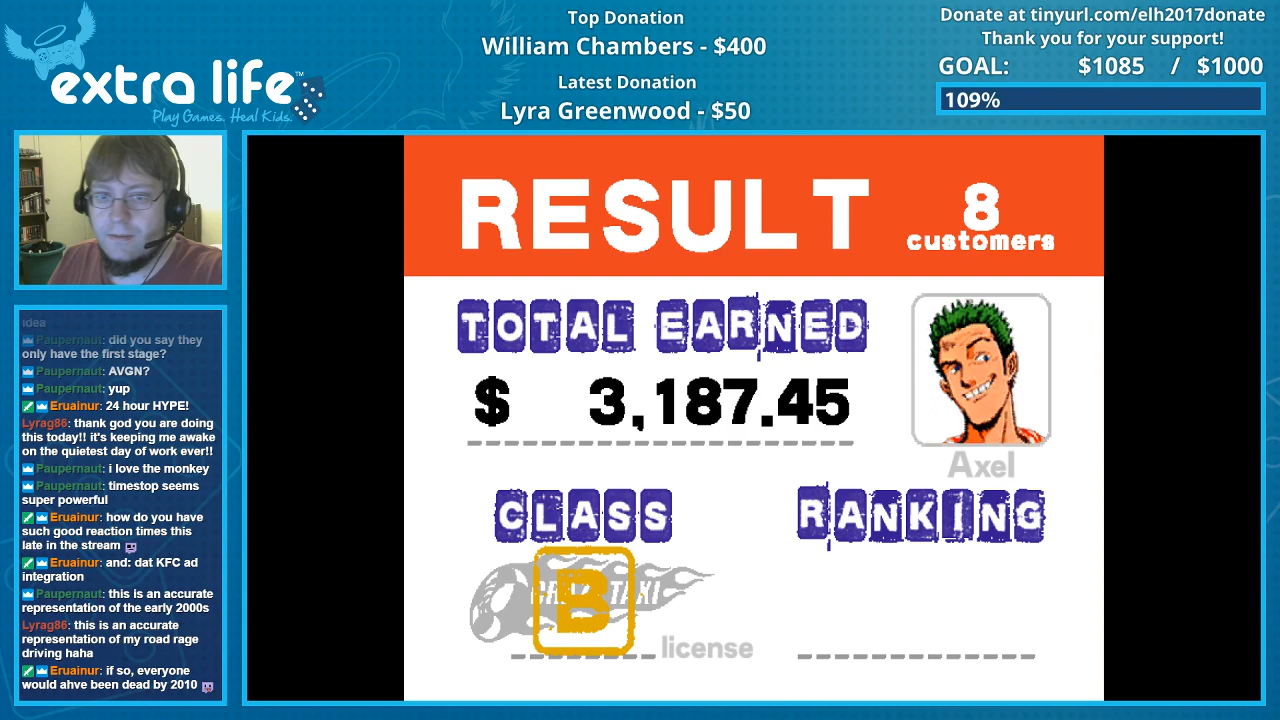 extra life™
Play Games. Heal Kids.
Top Donation
William Chambers - $400
Latest Donation
Lyra Greenwood - $50
Donate at tinyurl.com/elh2017donate
Thank you for your support!
GOAL: $1085 / $1000
109%
idea
Paupernaut: did you say they
only have the first stage?
Paupernaut: AVGN?
Paupernaut: yup
Eruainur: 24 hour HYPE!
Lyrag86: thank god you are doing
this today!! it's keeping me awake
on the third shift of wonder!!
Paupernaut: i love the monkey
Paupernaut: timestop seems
super powerful
Eruainur: how do you have
such good reaction times this
late in the stream
Eruainur: and dat KFC ad
integration
Paupernaut: this is an accurate
representation of the early 2000s
Lyrag86: this is an accurate
representation of my road rage
driving haha
Eruainur: if so, everyone
would ahve been dead by 2010
RESULT
8
customers
TOTAL EARNED
$ 3,187.45
Axel
CLASS
RANKING
B
license